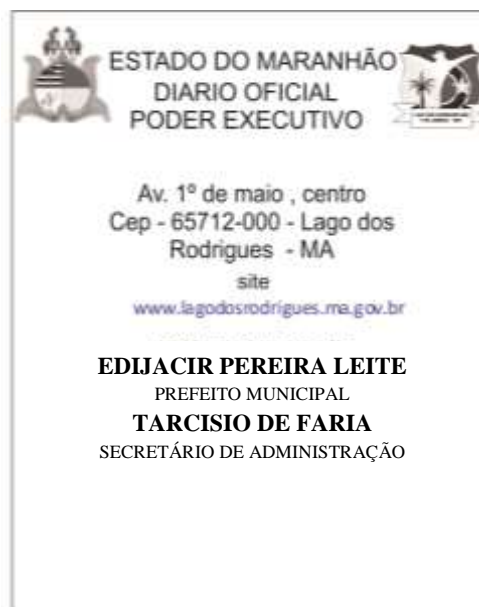 ESTADO DO MARANHÃO
DIARIO OFICIAL
PODER EXECUTIVO
Av. 1º de maio , centro
Cep - 65712-000 - Lago dos
Rodrigues - MA
site
www.lagodosrodrigues.ma.gov.br
EDIJACIR PEREIRA LEITE
PREFEITO MUNICIPAL
TARCISIO DE FARIA
SECRETÁRIO DE ADMINISTRAÇÃO